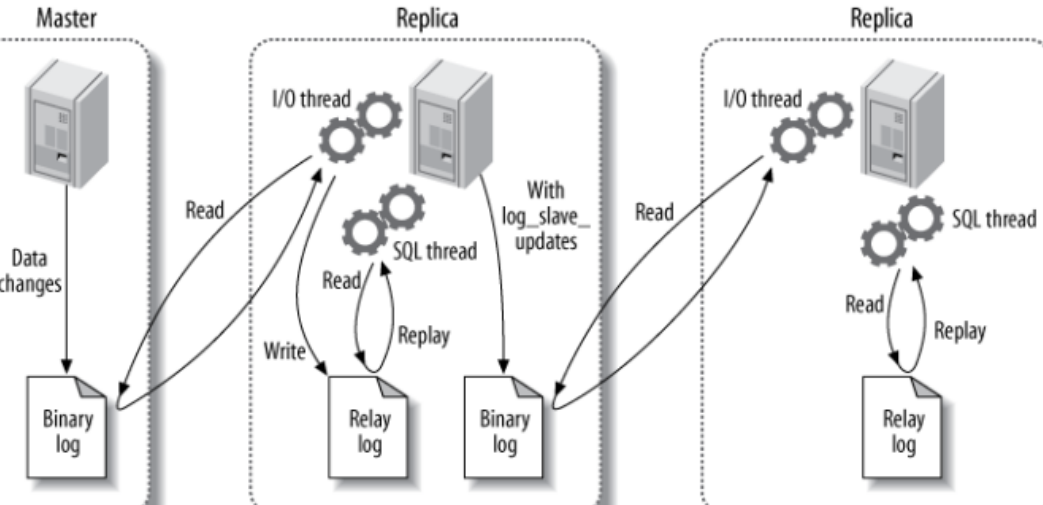 Master
Data
changes
Binary
log
Read
Replica
I/O thread
With
log_slave_
updates
SQL thread
Read
Replay
Write
Relay
log
Binary
log
Read
Replica
I/O thread
SQL thread
Read
Replay
Relay
log